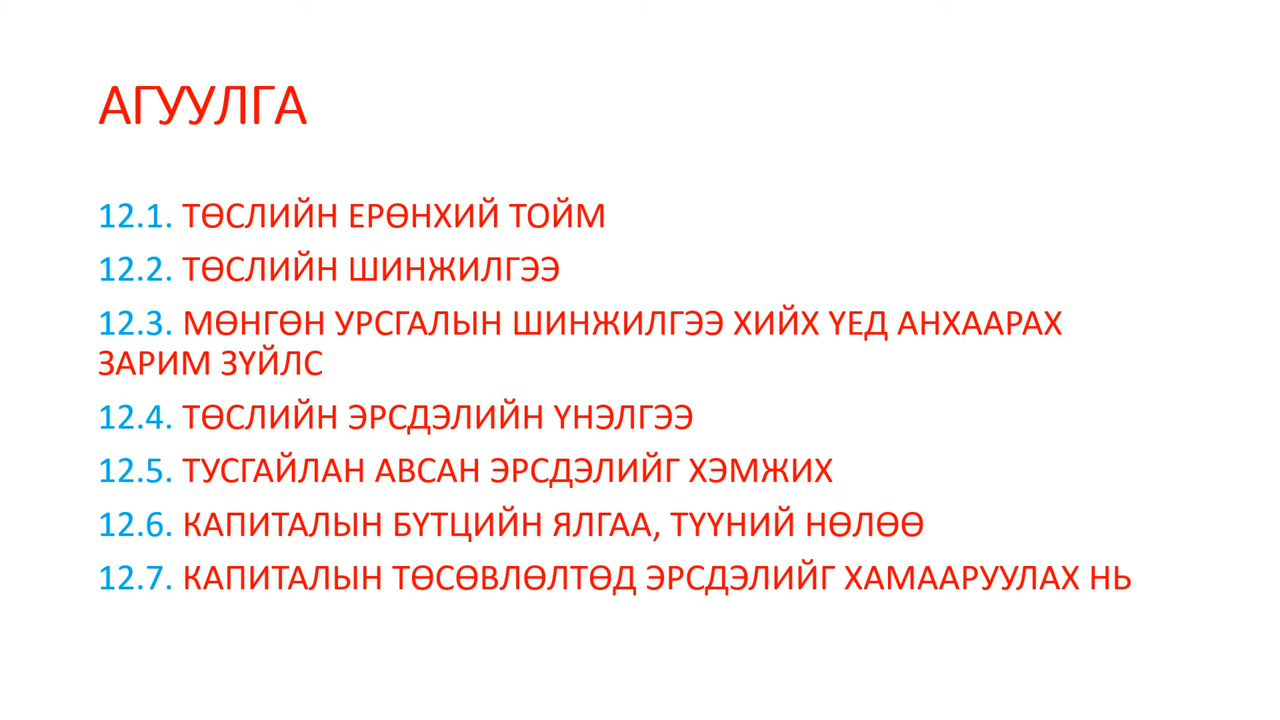 АГУУЛГА
12.1. ТӨСЛИЙН ЕРӨНХИЙ ТОЙМ
12.2. ТӨСЛИЙН ШИНЖИЛГЭЭ
12.3. МӨНГӨН УРСГАЛЫН ШИНЖИЛГЭЭ ХИЙХ ҮЕД АНХААРАХ
ЗАРИМ ЗҮЙЛС
12.4. ТӨСЛИЙН ЭРСДЭЛИЙН ҮНЭЛГЭЭ
12.5. ТУСГАЙЛАН АВСАН ЭРСДЭЛИЙГ ХЭМЖИХ
12.6. КАПИТАЛЫН БҮТЦИЙН ЯЛГАА, ТҮҮНИЙ НӨЛӨӨ
12.7. КАПИТАЛЫН ТӨСӨВЛӨЛТӨД ЭРСДЭЛИЙГ ХАМААРУУЛАХ НЬ